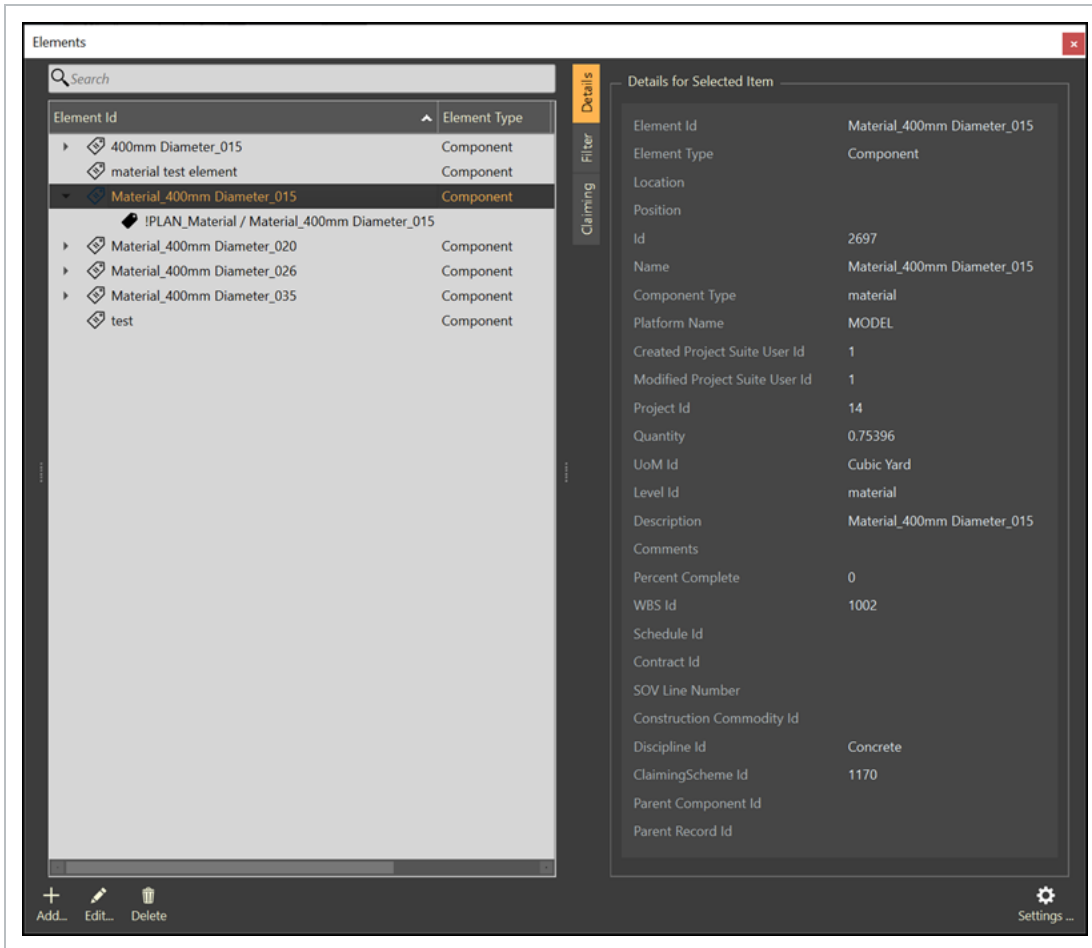 Elements
Search
Element Id Element Type
400mm Diameter_015 Component
material test element Component
Material_400mm Diameter_015 Component
!PLAN_Material / Material_400mm Diameter_015
Material_400mm Diameter_020 Component
Material_400mm Diameter_026 Component
Material_400mm Diameter_035 Component
test Component
Details
Filter
Claiming
Details for Selected Item
Element Id Material_400mm Diameter_015
Element Type Component
Location
Position
Id 2697
Name Material_400mm Diameter_015
Component Type material
Platform Name MODEL
Created Project Suite User Id 1
Modified Project Suite User Id 1
Project Id 14
Quantity 0.75396
UoM Id Cubic Yard
Level Id material
Description Material_400mm Diameter_015
Comments
Percent Complete 0
WBS Id 1002
Schedule Id
Contract Id
SOV Line Number
Construction Commodity Id
Discipline Id Concrete
ClaimingScheme Id 1170
Parent Component Id
Parent Record Id
Add... Edit... Delete
Settings ...